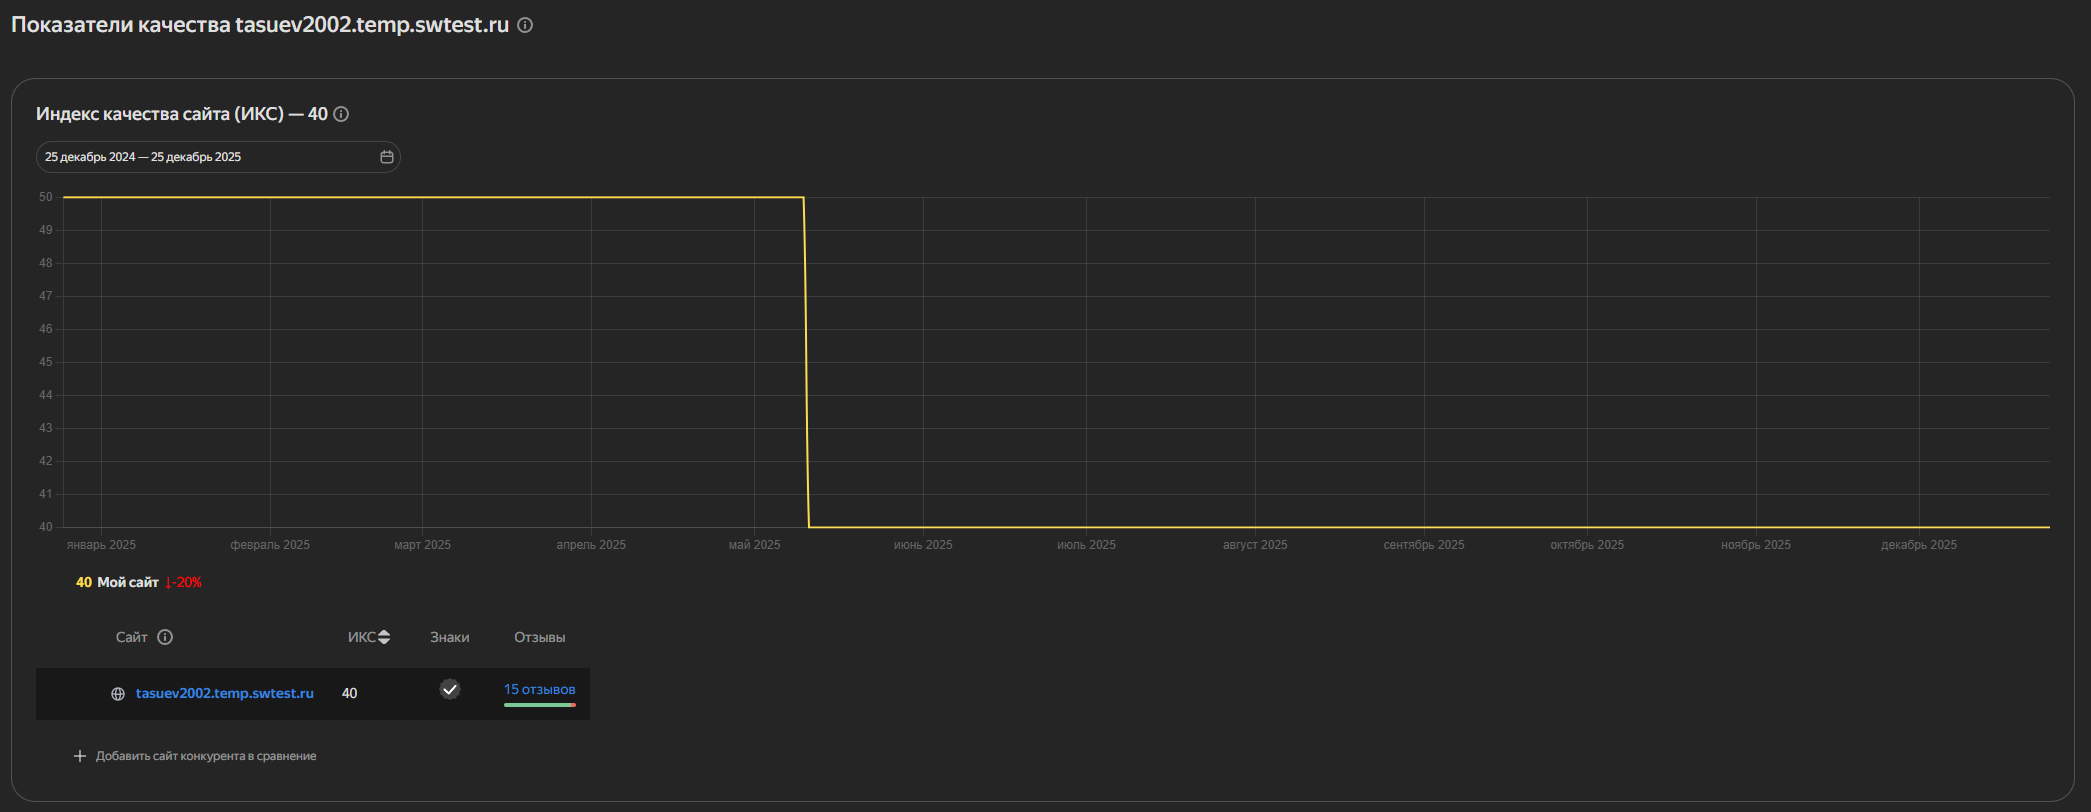 Показатели качества tasuev2002.temp.swtest.ru
Индекс качества сайта (ИКС) — 40
25 декабрь 2024 — 25 декабрь 2025
50
49
48
47
46
45
44
43
42
41
40
январь 2025 февраль 2025 март 2025 апрель 2025 май 2025 июнь 2025 июль 2025 август 2025 сентябрь 2025 октябрь 2025 ноябрь 2025 декабрь 2025
40 Мой сайт ↓-20%
Сайт ИКС Знаки Отзывы
tasuev2002.temp.swtest.ru 40 15 отзывов
+ Добавить сайт конкурента в сравнение